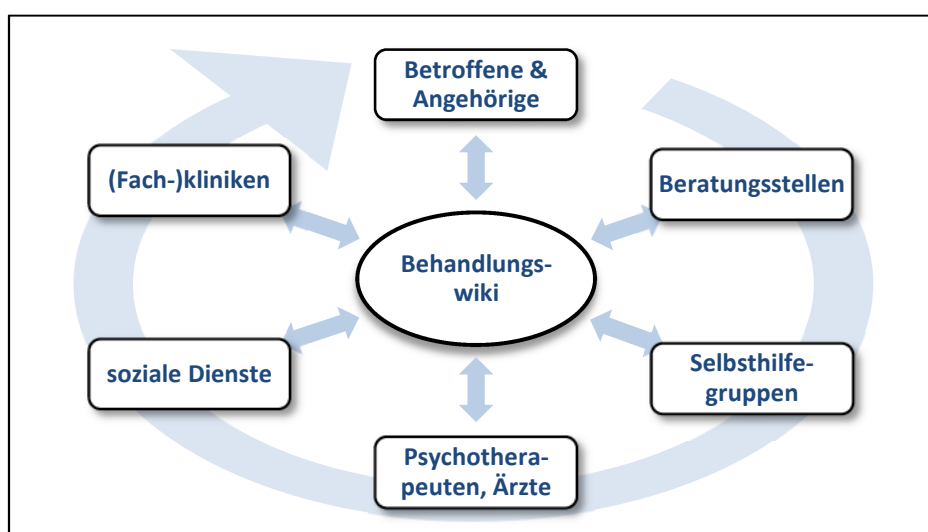 Betroffene &
Angehörige
(Fach-)kliniken
Beratungsstellen
Behandlungs-
wiki
soziale Dienste
Selbsthilfe-
gruppen
Psychothera-
peuten, Ärzte